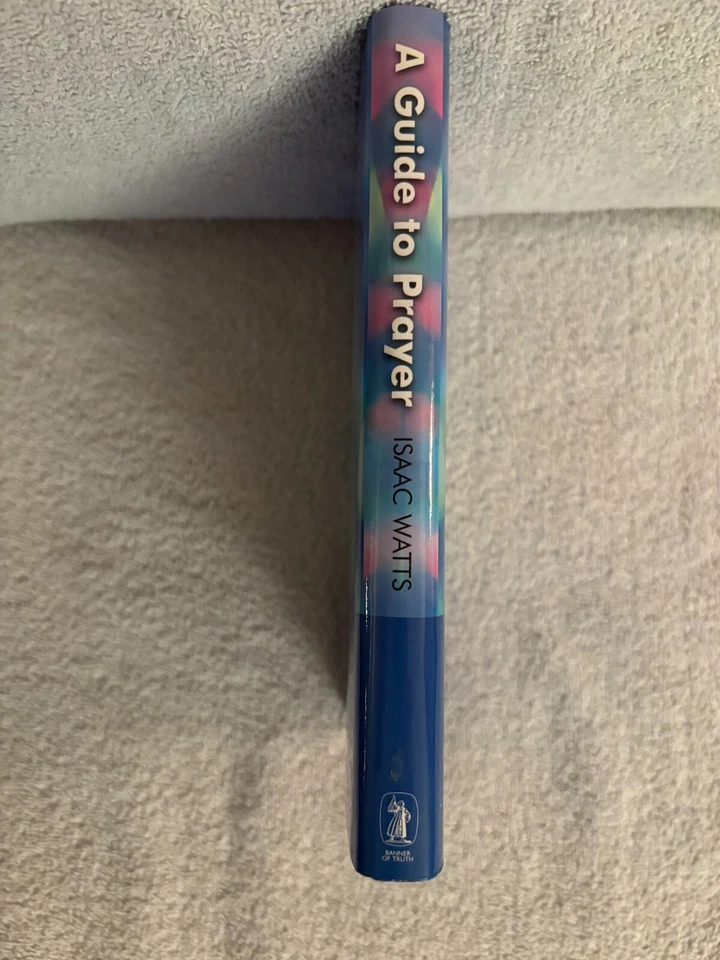 A Guide to Prayer
ISAAC WATTS
BANNER
OF TRUTH